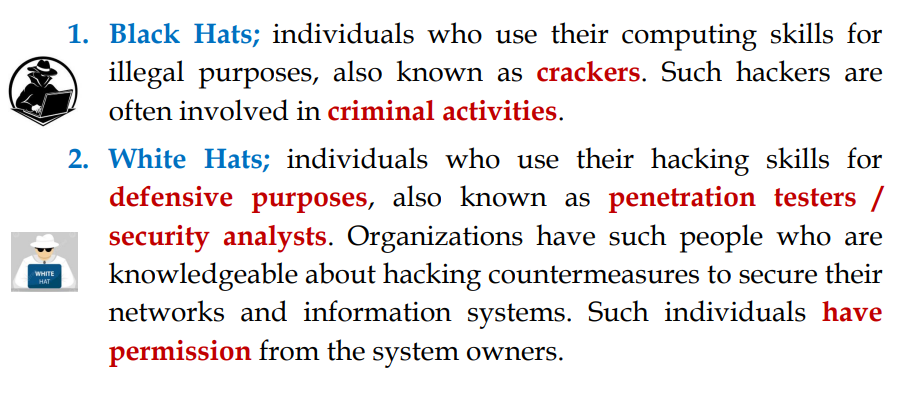 1. Black Hats; individuals who use their computing skills for
illegal purposes, also known as crackers. Such hackers are
often involved in criminal activities.
2. White Hats; individuals who use their hacking skills for
defensive purposes, also known as penetration testers /
security analysts. Organizations have such people who are
WHITE
HAT
knowledgeable about hacking countermeasures to secure their
networks and information systems. Such individuals have
permission from the system owners.